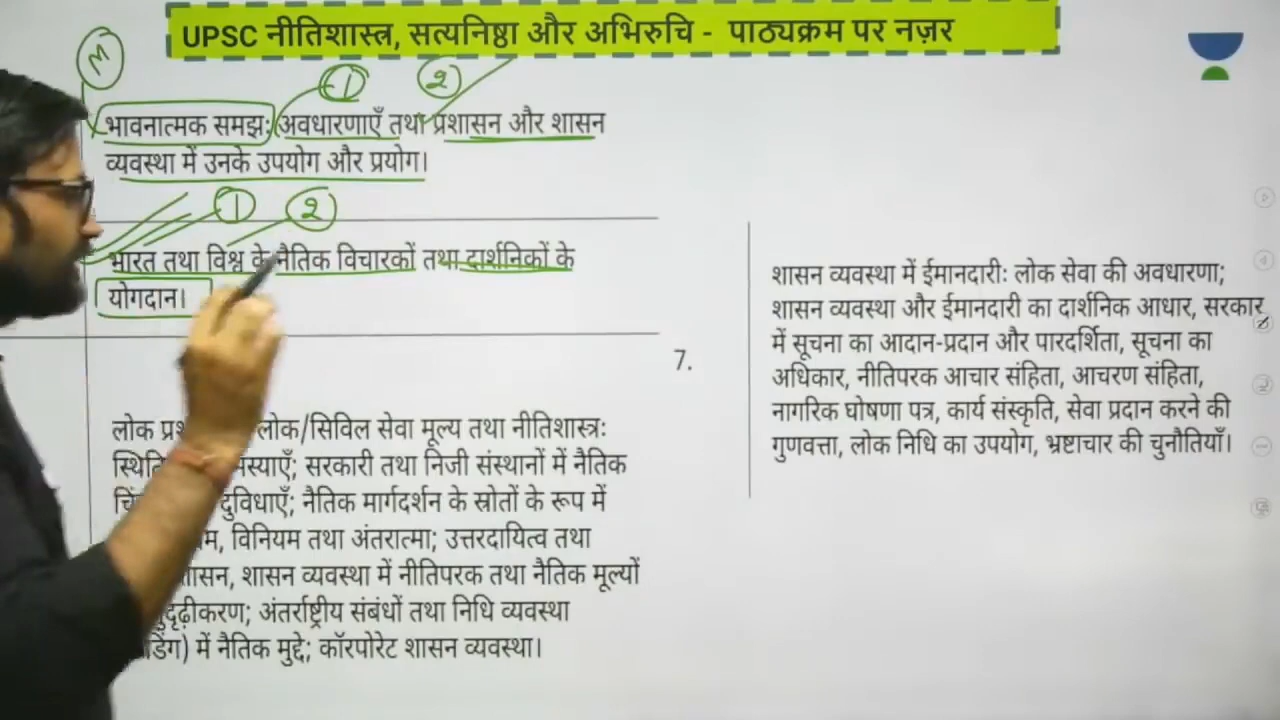 UPSC नीतिशास्त्र, सत्यनिष्ठा और अभिरुचि - पाठ्यक्रम पर नज़र
M
1 2
भावनात्मक समझः अवधारणाएँ तथा प्रशासन और शासन
व्यवस्था में उनके उपयोग और प्रयोग।
1 2
भारत तथा विश्व के नैतिक विचारकों तथा दार्शनिकों के
योगदान।
लोक लोक/सिविल सेवा मूल्य तथा नीतिशास्त्रः
सरकारी तथा निजी संस्थानों में नैतिक
दुविधाएँ; नैतिक मार्गदर्शन के स्रोतों के रूप में
विनियम तथा अंतरात्मा; उत्तरदायित्व तथा
शासन व्यवस्था में नीतिपरक तथा नैतिक मूल्यों
अंतर्राष्ट्रीय संबंधों तथा निधि व्यवस्था
में नैतिक मुद्दे; कॉरपोरेट शासन व्यवस्था।
7.
शासन व्यवस्था में ईमानदारीः लोक सेवा की अवधारणा;
शासन व्यवस्था और ईमानदारी का दार्शनिक आधार, सरकार
में सूचना का आदान-प्रदान और पारदर्शिता, सूचना का
अधिकार, नीतिपरक आचार संहिता, आचरण संहिता,
नागरिक घोषणा पत्र, कार्य संस्कृति, सेवा प्रदान करने की
गुणवत्ता, लोक निधि का उपयोग, भ्रष्टाचार की चुनौतियाँ।